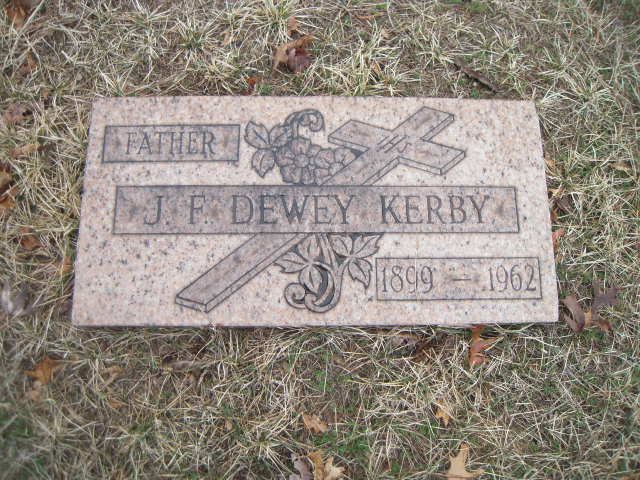 FATHER
J. F. DEWEY KERBY
1899 — 1962